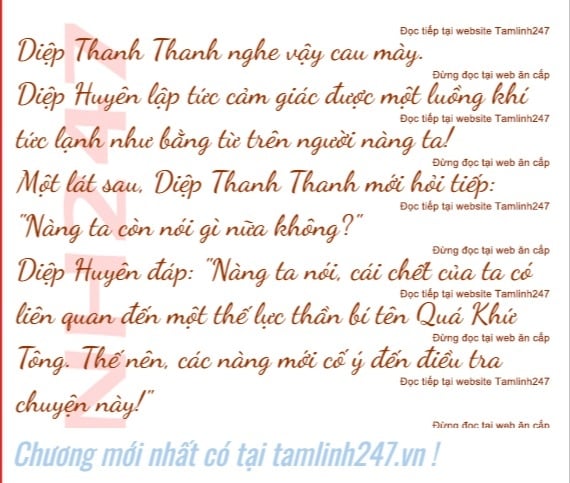 Đọc tiếp tại website Tamlinh247
Diệp Thanh Thanh nghe vậy cau mày.
Đừng đọc tại web ăn cắp
Diệp Huyên lập tức cảm giác được một luồng khí
Đọc tiếp tại website Tamlinh247
tức lạnh như bằng từ trên người nàng ta!
Đừng đọc tại web ăn cắp
Một lát sau, Diệp Thanh Thanh mới hỏi tiếp:
Đọc tiếp tại website Tamlinh247
"Nàng ta còn nói gì nữa không?"
Đừng đọc tại web ăn cắp
Diệp Huyên đáp: "Nàng ta nói, cái chết của ta có
Đọc tiếp tại website Tamlinh247
liên quan đến một thế lực thần bí tên Quá Khứ
Đừng đọc tại web ăn cắp
Tông. Thế nên, các nàng mới cố ý đến điều tra
Đọc tiếp tại website Tamlinh247
chuyện này!"
Đừng đọc tại web ăn cắp
NH247
Chương mới nhất có tại tamlinh247.vn !